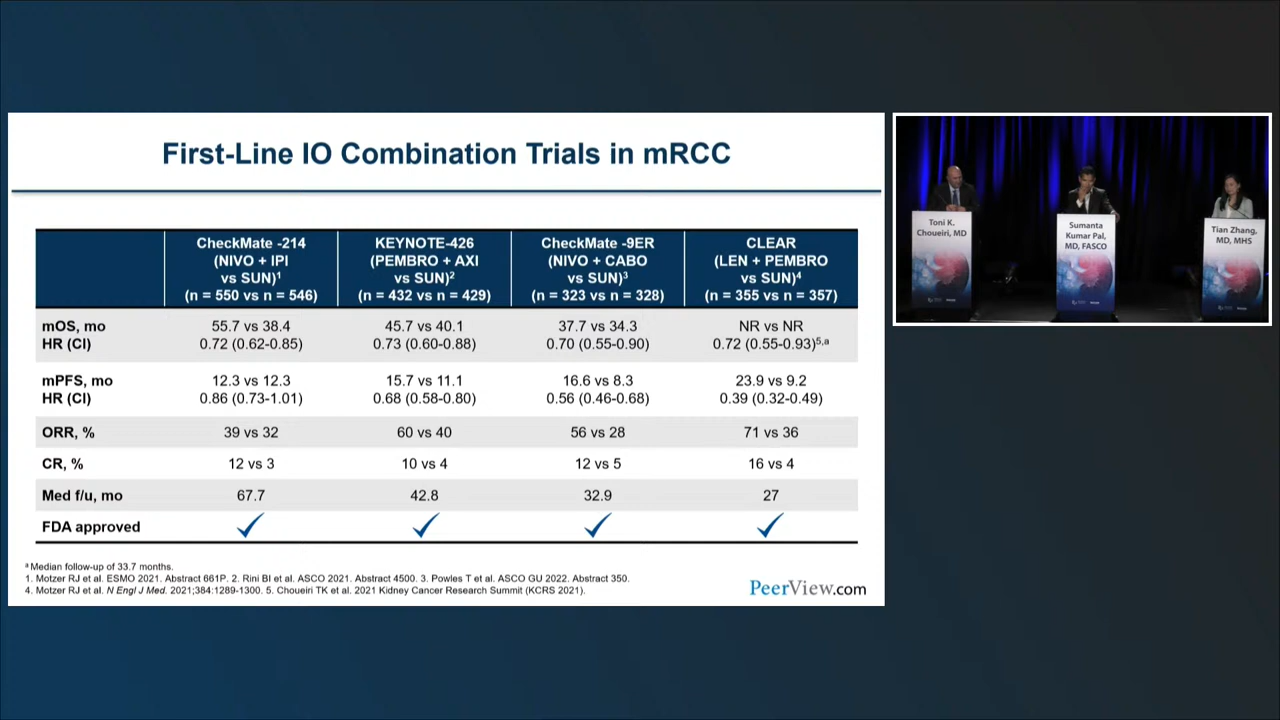 First-Line IO Combination Trials in mRCC
CheckMate -214
(NIVO + IPI
vs SUN)1
(n = 550 vs n = 546)
KEYNOTE-426
(PEMBRO + AXI
vs SUN)2
(n = 432 vs n = 429)
CheckMate -9ER
(NIVO + CABO
vs SUN)3
(n = 323 vs n = 328)
CLEAR
(LEN + PEMBRO
vs SUN)4
(n = 355 vs n = 357)
mOS, mo
HR (CI)
55.7 vs 38.4
0.72 (0.62-0.85)
45.7 vs 40.1
0.73 (0.60-0.88)
37.7 vs 34.3
0.70 (0.55-0.90)
NR vs NR
0.72 (0.55-0.93)5,a
mPFS, mo
HR (CI)
12.3 vs 12.3
0.86 (0.73-1.01)
15.7 vs 11.1
0.68 (0.58-0.80)
16.6 vs 8.3
0.56 (0.46-0.68)
23.9 vs 9.2
0.39 (0.32-0.49)
ORR, % 39 vs 32 60 vs 40 56 vs 28 71 vs 36
CR, % 12 vs 3 10 vs 4 12 vs 5 16 vs 4
Med f/u, mo 67.7 42.8 32.9 27
FDA approved ✓ ✓ ✓ ✓
a Median follow-up of 33.7 months.
1. Motzer RJ et al. ESMO 2021. Abstract 661P. 2. Rini BI et al. ASCO 2021. Abstract 4500. 3. Powles T et al. ASCO GU 2022. Abstract 350.
4. Motzer RJ et al. N Engl J Med. 2021;384:1289-1300. 5. Choueiri TK et al. 2021 Kidney Cancer Research Summit (KCRS 2021).
PeerView.com
Toni K.
Choueiri, MD
Sumanta
Kumar Pal,
MD, FASCO
Tian Zhang,
MD, MHS